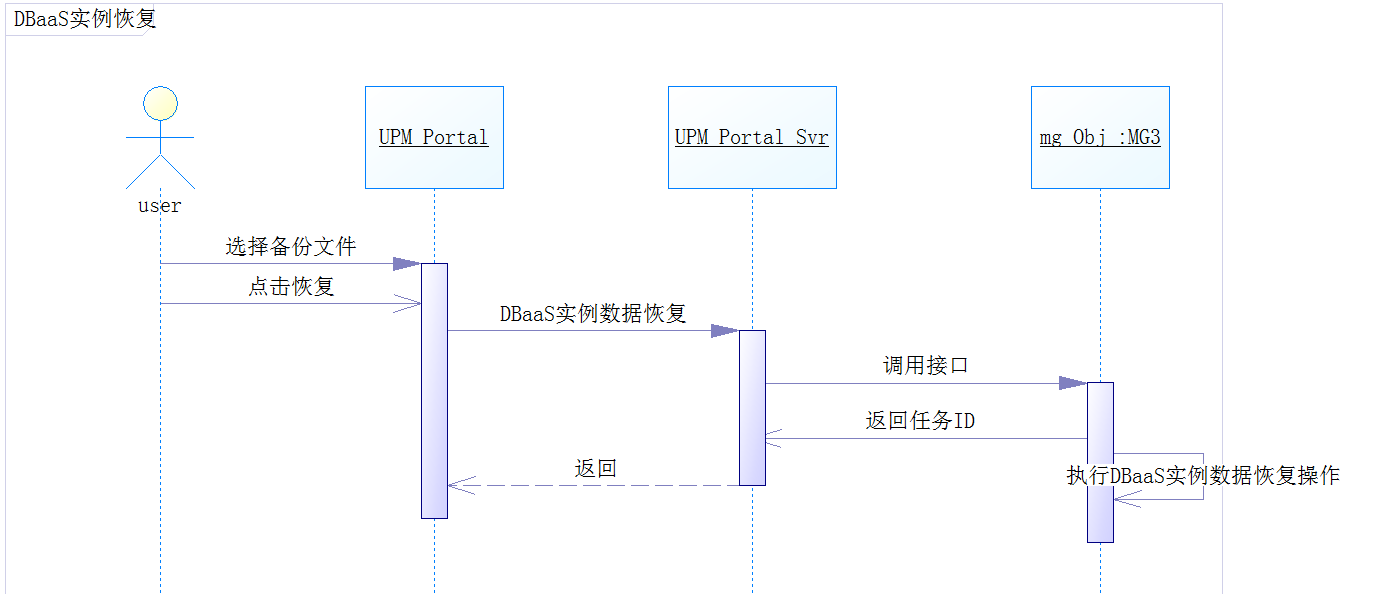 DBaaS实例恢复
UPM Portal
UPM Portal Svr
mg Obj :MG3
user
选择备份文件
点击恢复
DBaaS实例数据恢复
调用接口
返回任务ID
返回
执行DBaaS实例数据恢复操作